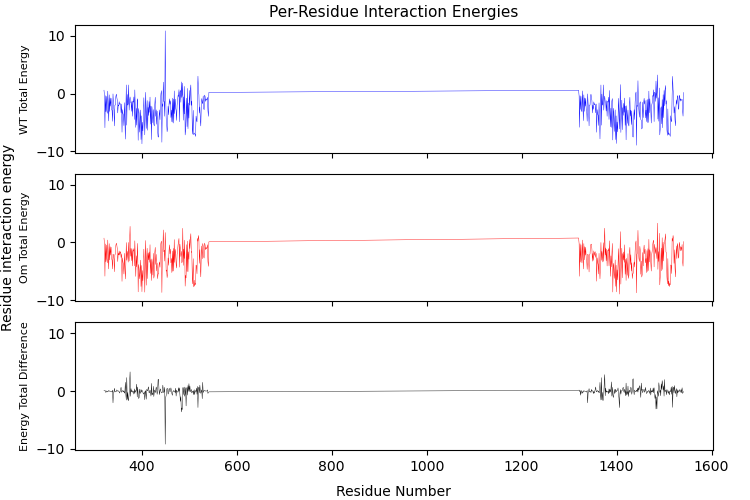 Per-Residue Interaction Energies
Residue interaction energy
WT Total Energy
10
0
−10
Om Total Energy
10
0
−10
Energy Total Difference
10
0
−10
400 600 800 1000 1200 1400 1600
Residue Number